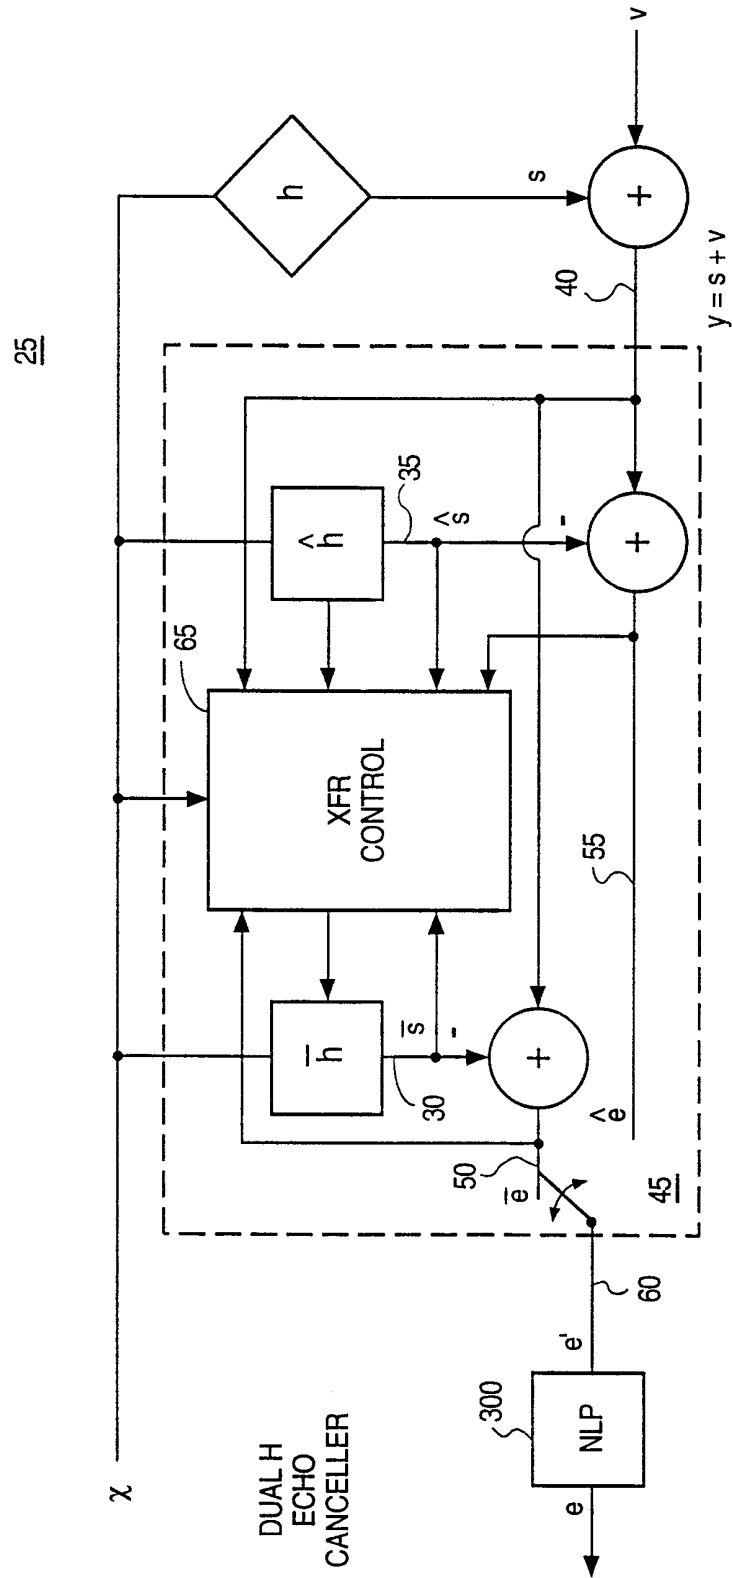 25
χ
h
s
v
40
y = s + v
65
ĥ
35
ŝ
-
+
+
XFR
CONTROL
h̅
s̅
-
30
+
55
ê
50
e̅
45
60
e'
300
NLP
e
DUAL H
ECHO
CANCELLER